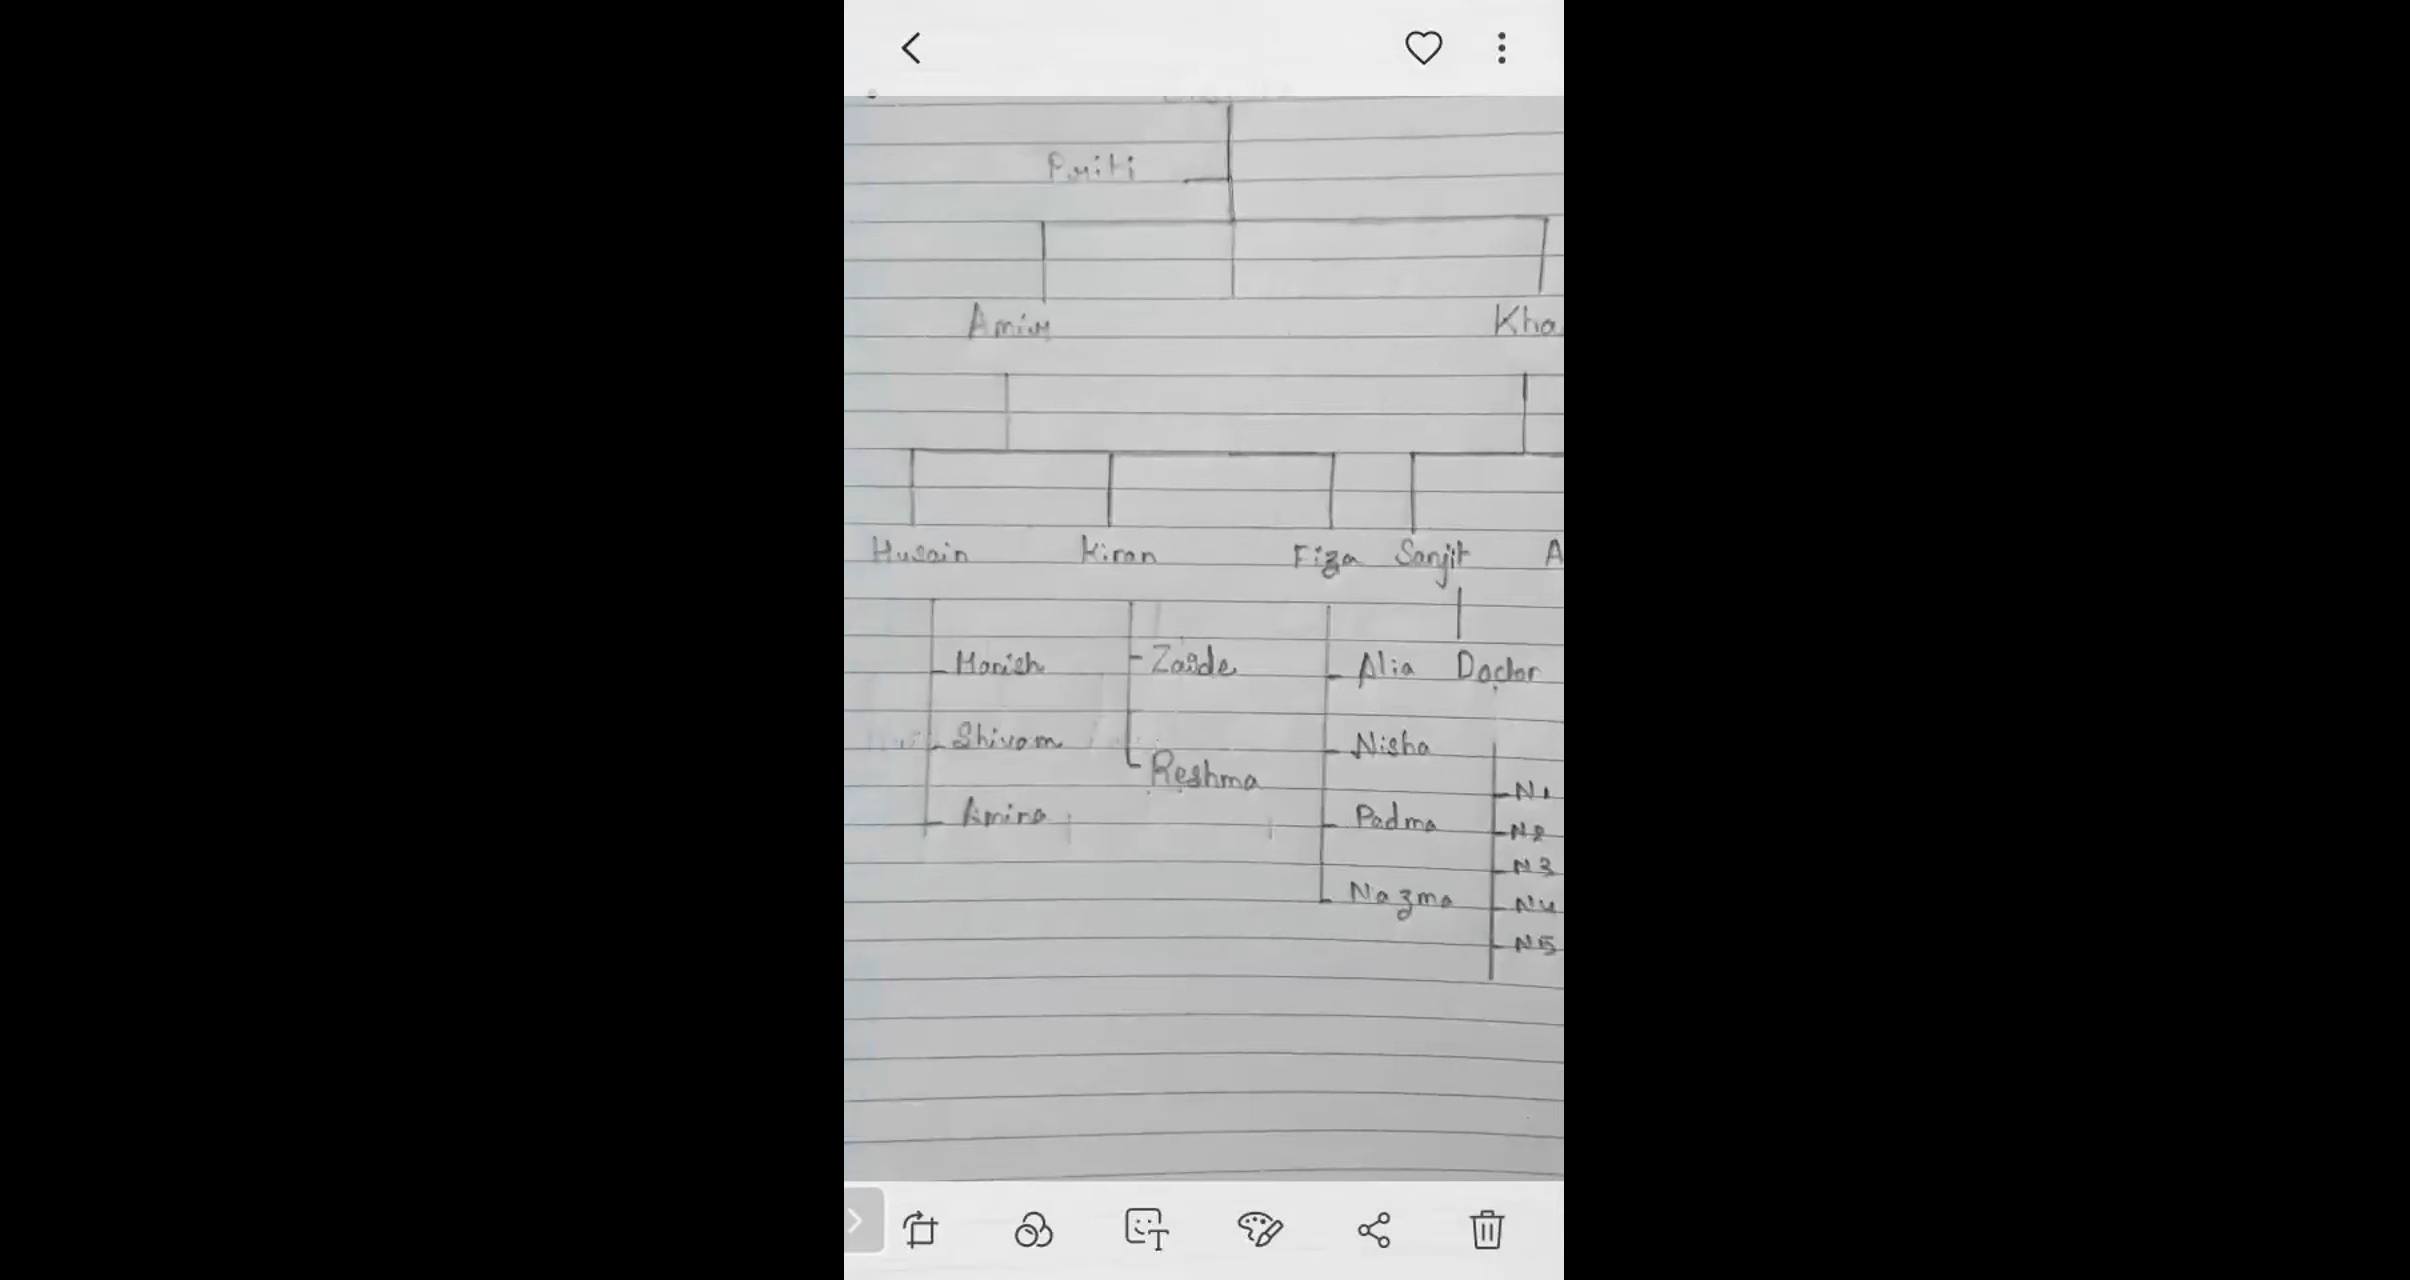 Priti
Amir Kha
Husain Kiran Fiza Sanjit A
Manish Zaide Alia Doctor
Shivam Reshma Nisha
Amina Padma
Nazma
N1
N2
N3
N4
N5